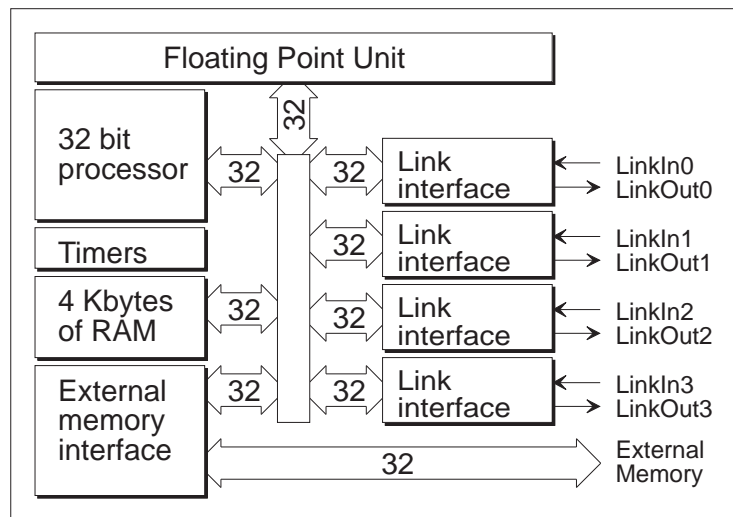 Floating Point Unit
32
32 bit
processor
32
32
Link
interface
LinkIn0
LinkOut0
32
Link
interface
LinkIn1
LinkOut1
Timers
4 Kbytes
of RAM
32
32
Link
interface
LinkIn2
LinkOut2
External
memory
interface
32
32
Link
interface
LinkIn3
LinkOut3
32
External
Memory